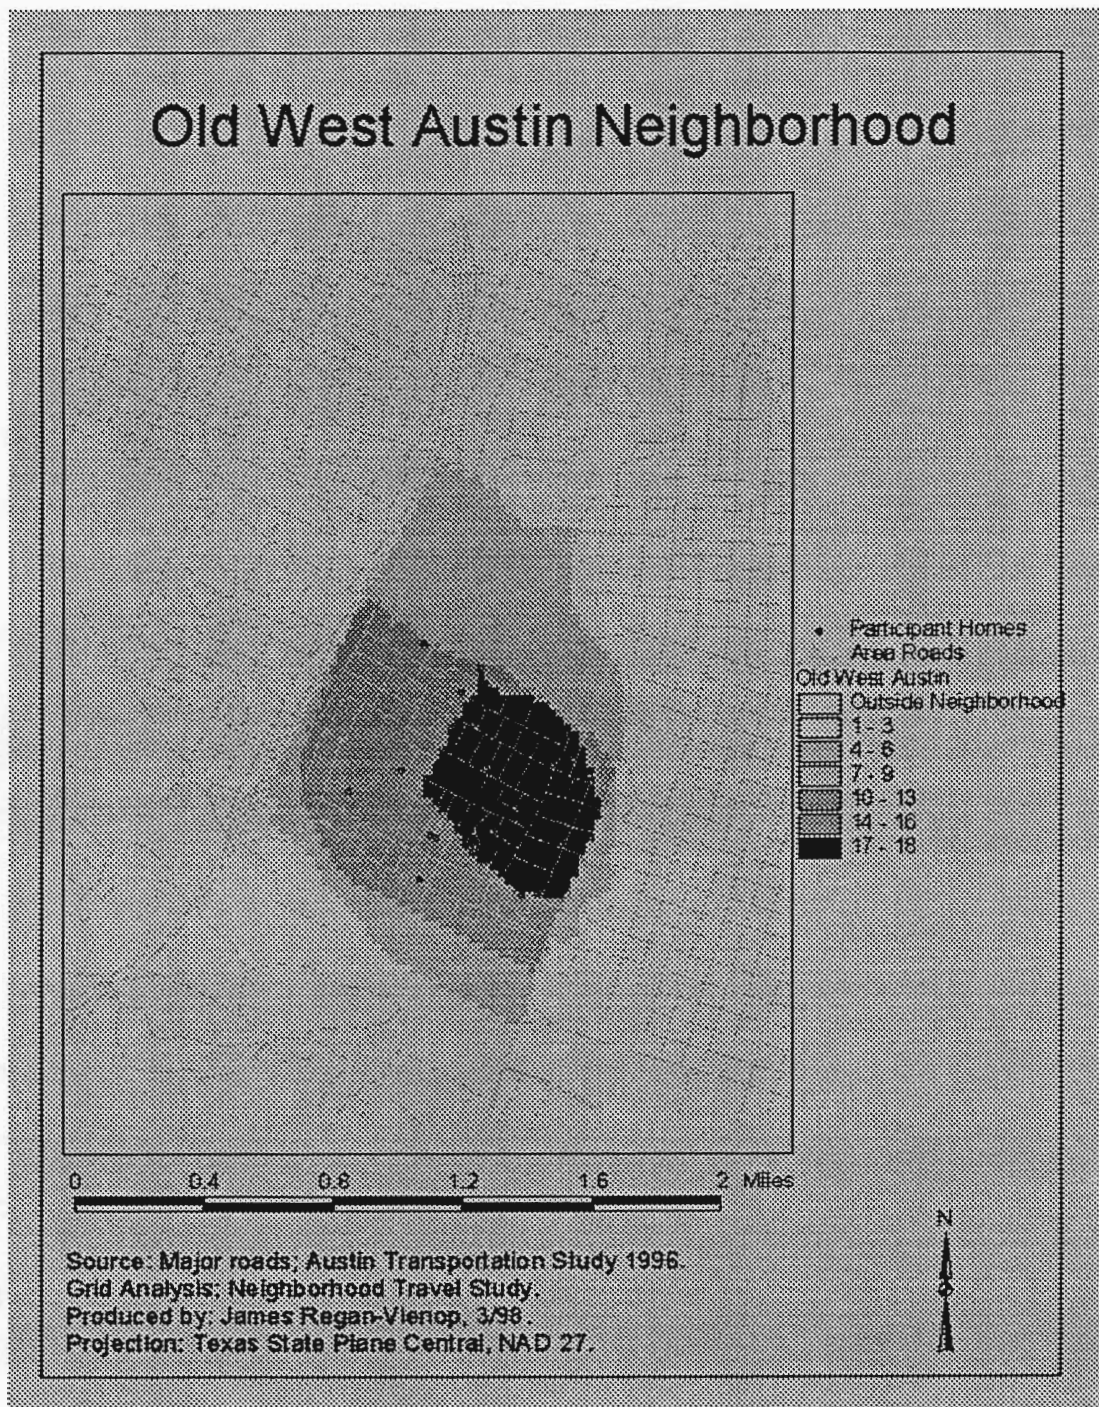 Old West Austin Neighborhood
Participant Homes
Area Roads
Old West Austin
Outside Neighborhood
1 - 3
4 - 6
7 - 9
10 - 13
14 - 16
17 - 18
0 0.4 0.8 1.2 1.6 2 Miles
N
Source: Major roads; Austin Transportation Study 1996.
Grid Analysis: Neighborhood Travel Study.
Produced by: James Regan-Vienop, 3/98.
Projection: Texas State Plane Central, NAD 27.